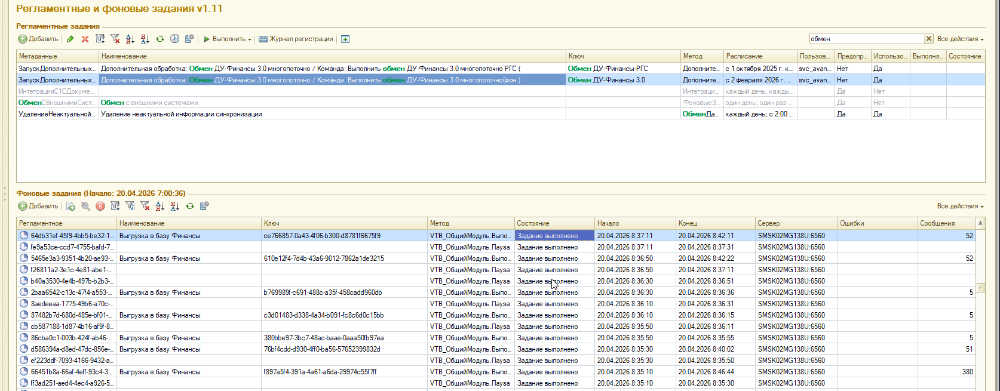 Регламентные и фоновые задания v1.11
Регламентные задания
Добавить Выполнить Журнал регистрации обмен Все действия
Метаданные Наименование Ключ Метод Расписание Пользов... Предопр... Использо... Выполня... Состояние
ЗапускДополнительных... Дополнительная обработка: Обмен ДУ-Финансы 3.0 многопоточно / Команда: Выполнить обмен ДУ-Финансы 3.0 многопоточно РГС ( Обмен ДУ-Финансы-РГС Дополните... с 1 октября 2025 г. к... svc_avan... Нет Да
ЗапускДополнительных... Дополнительная обработка: Обмен ДУ-Финансы 3.0 многопоточно / Команда: Выполнить обмен ДУ-Финансы 3.0 многопоточно(фон.) Обмен ДУ-Финансы 3.0 Дополните... с 2 февраля 2026 г. ... svc_avan... Нет Да
ИнтеграцияС1СДокуме... Интеграци... каждый день; кажды... Да Нет
ОбменСВнешнимиСист... Обмен с внешними системами ФоновыеЗ... один день; один раз ... Да Нет
УдалениеНеактуальной... Удаление неактуальной информации синхронизации ОбменДа... каждый день; с 2:00:... Да Да
Фоновые задания (Начало: 20.04.2026 7:00:36)
Добавить Все действия
Регламентное Наименование Ключ Метод Состояние Начало Конец Сервер Ошибки Сообщения
64db31ef-45f9-4bb5-be32-1... Выгрузка в базу Финансы ce766857-0a43-4f06-b300-d8781f6675f9 VTB_ОбщийМодуль.Выпо... Задание выполнено 20.04.2026 8:37:11 20.04.2026 8:42:11 SMSK02MG138U:6560 52
fe9a53ce-ccd7-4755-bafd-7... VTB_ОбщийМодуль.Пауза Задание выполнено 20.04.2026 8:37:11 20.04.2026 8:37:31 SMSK02MG138U:6560
5465e3a3-9351-4b20-ae93-... Выгрузка в базу Финансы 610e12f4-7d4b-43a6-9012-7862a1de3215 VTB_ОбщийМодуль.Выпо... Задание выполнено 20.04.2026 8:36:50 20.04.2026 8:42:22 SMSK02MG138U:6560 52
f26811a2-3e1c-4e81-abe1-... VTB_ОбщийМодуль.Пауза Задание выполнено 20.04.2026 8:36:50 20.04.2026 8:37:11 SMSK02MG138U:6560
b40a3530-4e4b-497b-b2b3-... VTB_ОбщийМодуль.Пауза Задание выполнено 20.04.2026 8:36:30 20.04.2026 8:36:51 SMSK02MG138U:6560
2baa6542-c13c-47f4-a553-... Выгрузка в базу Финансы b769989f-c691-488c-a35f-458cadd960db VTB_ОбщийМодуль.Выпо... Задание выполнено 20.04.2026 8:36:30 20.04.2026 8:36:36 SMSK02MG138U:6560 5
8aedeeaa-1775-49b6-a70c-... VTB_ОбщийМодуль.Пауза Задание выполнено 20.04.2026 8:36:10 20.04.2026 8:36:31 SMSK02MG138U:6560
87482b7d-680d-485e-bf01-... Выгрузка в базу Финансы c3d01483-d338-4a34-b091-fc8c6d0c15bb VTB_ОбщийМодуль.Выпо... Задание выполнено 20.04.2026 8:36:10 20.04.2026 8:36:15 SMSK02MG138U:6560 5
cb587188-1d87-4b16-af9f-8... VTB_ОбщийМодуль.Пауза Задание выполнено 20.04.2026 8:35:50 20.04.2026 8:36:11 SMSK02MG138U:6560
86cba0c1-003b-424f-ab46-... Выгрузка в базу Финансы 380bbe97-3bc7-48ac-baae-0aaa50fb97ea VTB_ОбщийМодуль.Выпо... Задание выполнено 20.04.2026 8:35:50 20.04.2026 8:35:55 SMSK02MG138U:6560 5
d586394a-d8ed-47dc-856e-... Выгрузка в базу Финансы 76bf4cdd-d930-4ff0-ba56-57652399832d VTB_ОбщийМодуль.Выпо... Задание выполнено 20.04.2026 8:35:30 20.04.2026 8:40:02 SMSK02MG138U:6560 51
ef223ddf-7093-4166-9432-a... VTB_ОбщийМодуль.Пауза Задание выполнено 20.04.2026 8:35:30 20.04.2026 8:35:50 SMSK02MG138U:6560
66451b8a-66af-4eff-93c4-3... Выгрузка в базу Финансы f897a5f4-391a-4a61-a6da-29974c55f7ff VTB_ОбщийМодуль.Выпо... Задание выполнено 20.04.2026 8:35:10 20.04.2026 8:46:44 SMSK02MG138U:6560 380
ff3ad251-aed4-4ec4-a926-5... VTB_ОбщийМодуль.Пауза Задание выполнено 20.04.2026 8:35:10 20.04.2026 8:35:30 SMSK02MG138U:6560